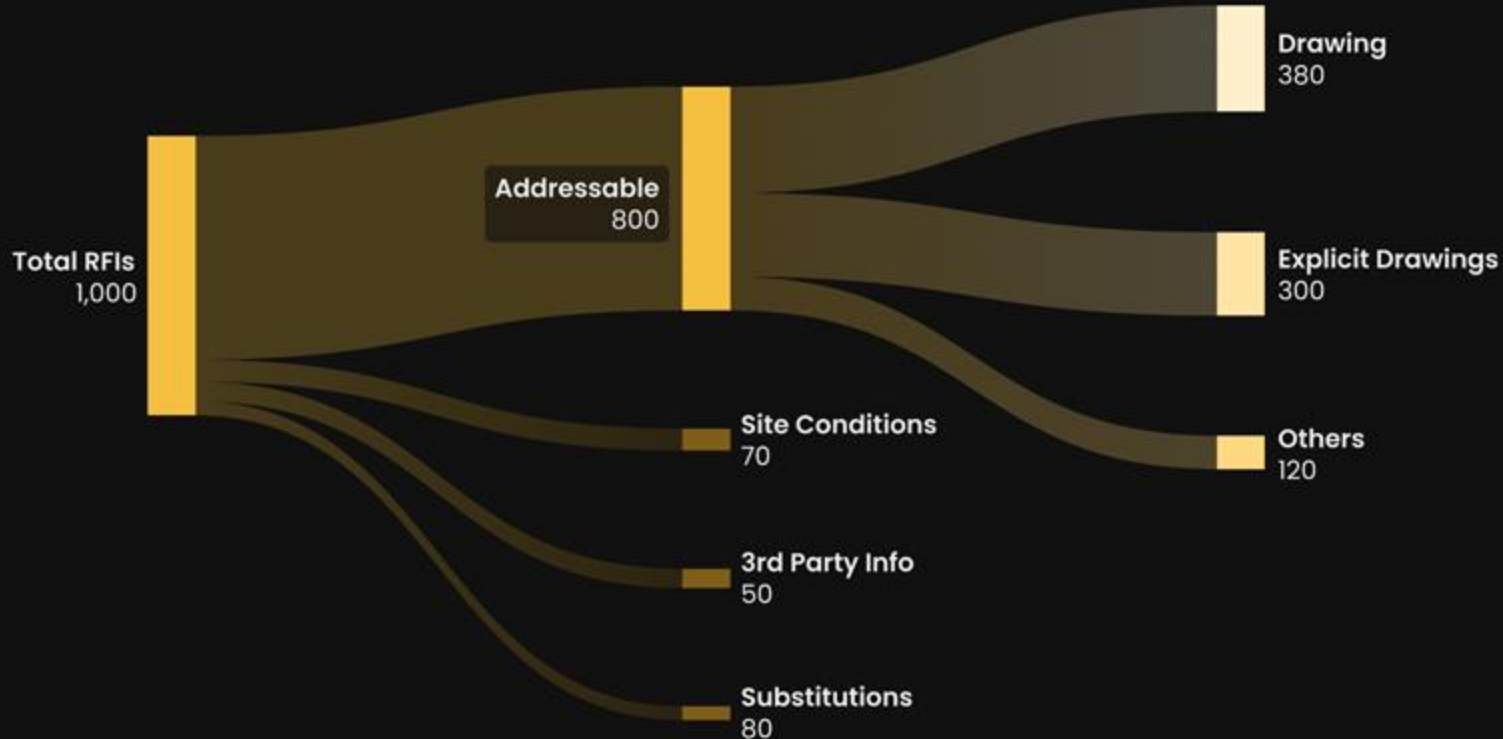 Total RFIs
1,000
Addressable
800
Site Conditions
70
3rd Party Info
50
Substitutions
80
Drawing
380
Explicit Drawings
300
Others
120